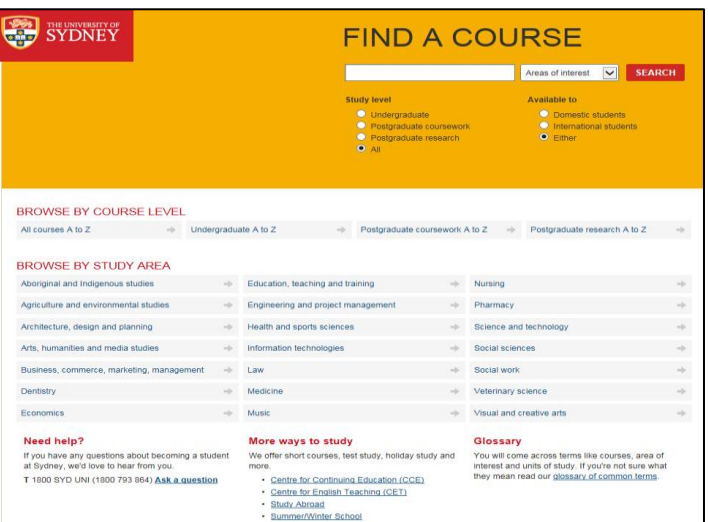 THE UNIVERSITY OF
SYDNEY
FIND A COURSE
Areas of interest
SEARCH
Study level
Undergraduate
Postgraduate coursework
Postgraduate research
All
Available to
Domestic students
International students
Either
BROWSE BY COURSE LEVEL
All courses A to Z
Undergraduate A to Z
Postgraduate coursework A to Z
Postgraduate research A to Z
BROWSE BY STUDY AREA
Aboriginal and Indigenous studies
Agriculture and environmental studies
Architecture, design and planning
Arts, humanities and media studies
Business, commerce, marketing, management
Dentistry
Economics
Education, teaching and training
Engineering and project management
Health and sports sciences
Information technologies
Law
Medicine
Music
Nursing
Pharmacy
Science and technology
Social sciences
Social work
Veterinary science
Visual and creative arts
Need help?
If you have any questions about becoming a student
at Sydney, we'd love to hear from you.
T 1800 SYD UNI (1800 793 864) Ask a question
More ways to study
We offer short courses, test study, holiday study and
more.
Centre for Continuing Education (CCE)
Centre for English Teaching (CET)
Study Abroad
Summer/Winter School
Glossary
You will come across terms like courses, area of
interest and units of study. If you're not sure what
they mean read our glossary of common terms.